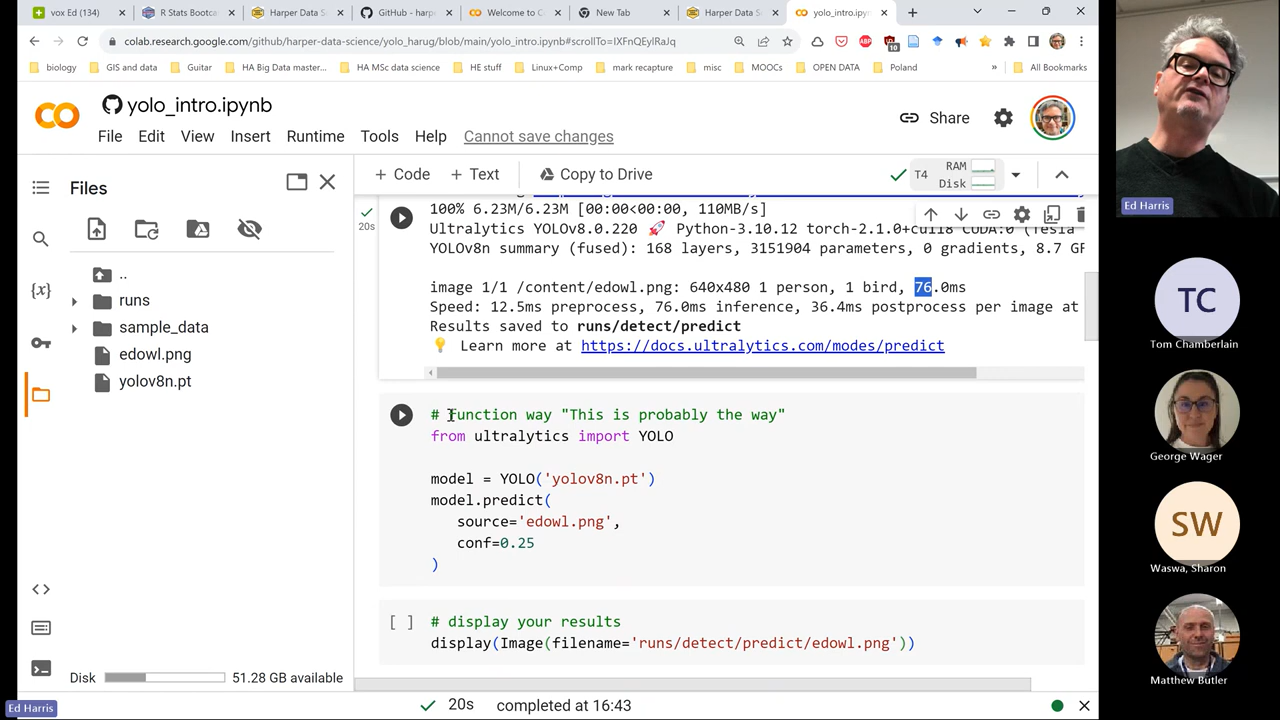 vox Ed (134)
R Stats Bootca
Harper Data S
GitHub - harpe
Welcome to C
New Tab
Harper Data S
yolo_intro.ipyn
colab.research.google.com/github/harper-data-science/yolo_harug/blob/main/yolo_intro.ipynb#scrollTo=IXFnQEylRaJq
biology
GIS and data
Guitar
HA Big Data master...
HA MSc data science
R stuff
Linux+Comp
mark recapture
misc
MOOCs
OPEN DATA
Poland
»
All Bookmarks
yolo_intro.ipynb
File Edit View Insert Runtime Tools Help Cannot save changes
Share
+ Code + Text Copy to Drive
T4
RAM
Disk
Files
..
runs
sample_data
edowl.png
yolov8n.pt
Disk 51.28 GB available
20s
100% 6.23M/6.23M [00:00<00:00, 110MB/s]
Ultralytics YOLOv8.0.220 🚀 Python-3.10.12 torch-2.1.0+cu118 CUDA:0 (Tesla
YOLOv8n summary (fused): 168 layers, 3151904 parameters, 0 gradients, 8.7 GF
image 1/1 /content/edowl.png: 640x480 1 person, 1 bird, 76.0ms
Speed: 12.5ms preprocess, 76.0ms inference, 36.4ms postprocess per image at
Results saved to runs/detect/predict
💡 Learn more at https://docs.ultralytics.com/modes/predict
# function way "This is probably the way"
from ultralytics import YOLO
model = YOLO('yolov8n.pt')
model.predict(
source='edowl.png',
conf=0.25
)
[ ] # display your results
display(Image(filename='runs/detect/predict/edowl.png'))
20s completed at 16:43
Ed Harris
Ed Harris
TC
Tom Chamberlain
George Wager
SW
Waswa, Sharon
Matthew Butler